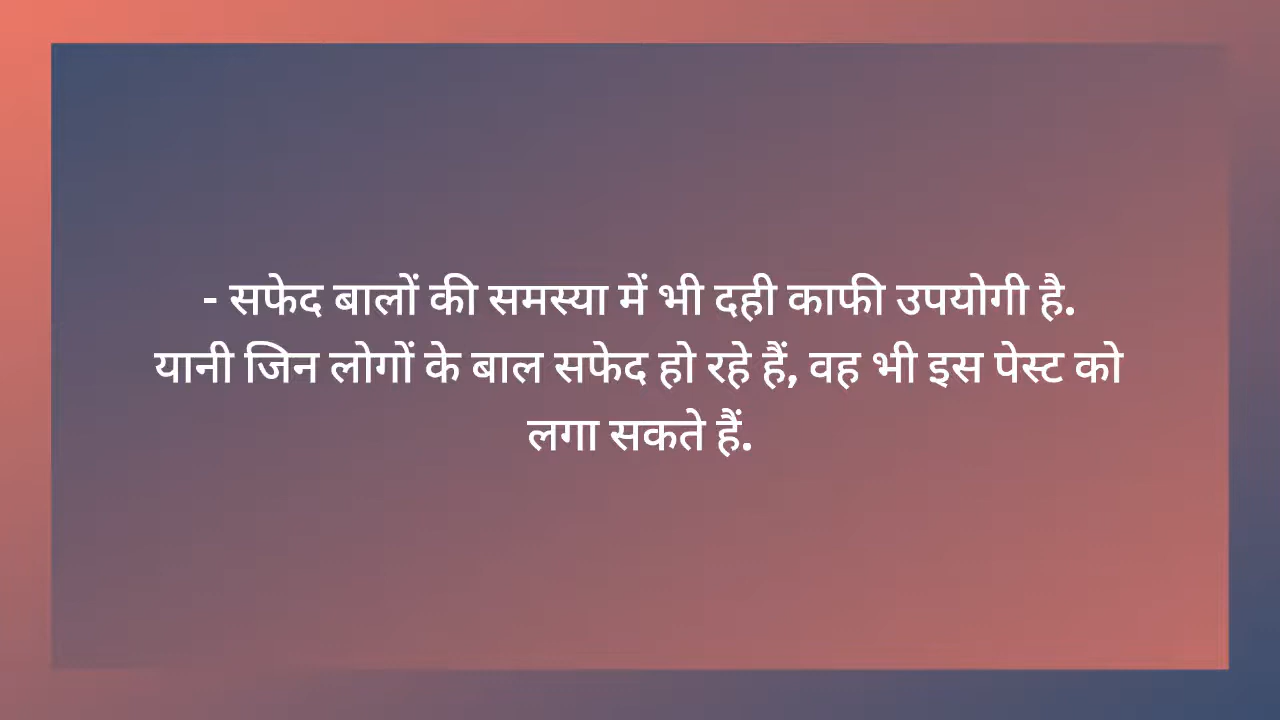 - सफेद बालों की समस्या में भी दही काफी उपयोगी है.
यानी जिन लोगों के बाल सफेद हो रहे हैं, वह भी इस पेस्ट को
लगा सकते हैं.